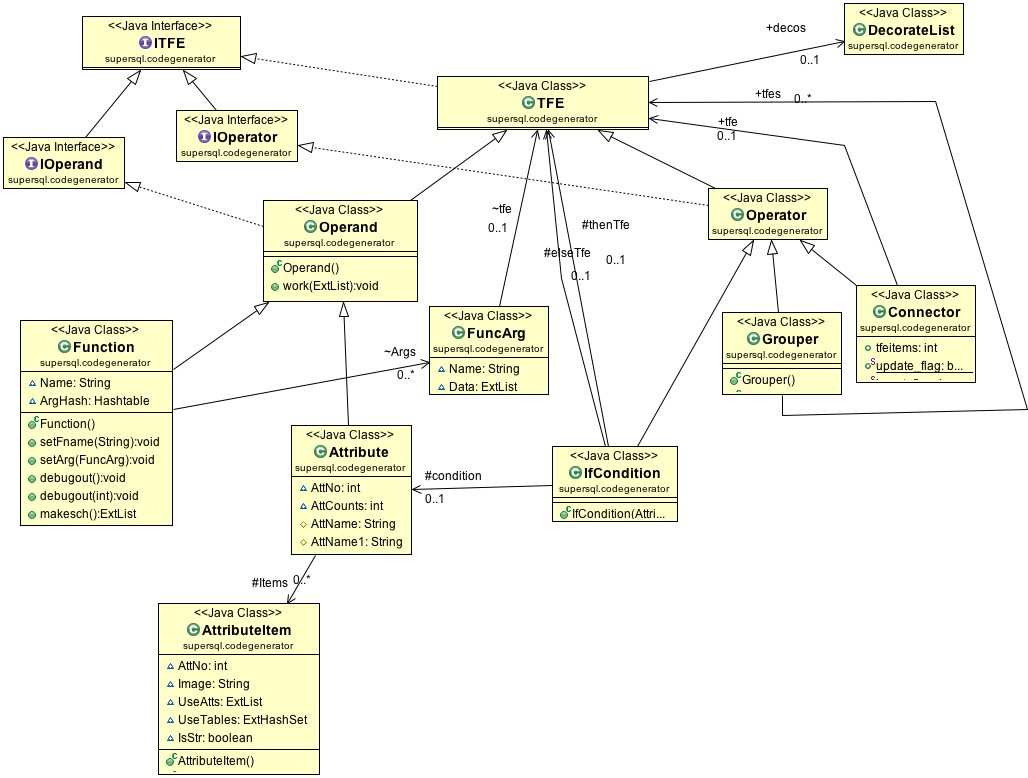 <<Java Interface>>
ITFE
supersql.codegenerator
<<Java Class>>
DecorateList
supersql.codegenerator
+decos
0..1
<<Java Class>>
TFE
supersql.codegenerator
+tfes
0..*
+tfe
0..1
<<Java Interface>>
IOperator
supersql.codegenerator
<<Java Interface>>
IOperand
supersql.codegenerator
<<Java Class>>
Operand
supersql.codegenerator
Operand()
work(ExtList):void
~tfe
0..1
#thenTfe
0..1
#elseTfe
0..1
<<Java Class>>
Operator
supersql.codegenerator
<<Java Class>>
Function
supersql.codegenerator
Name: String
ArgHash: Hashtable
Function()
setFname(String):void
setArg(FuncArg):void
debugout():void
debugout(int):void
makesch():ExtList
~Args
0..*
<<Java Class>>
FuncArg
supersql.codegenerator
Name: String
Data: ExtList
<<Java Class>>
Grouper
supersql.codegenerator
Grouper()
<<Java Class>>
Connector
supersql.codegenerator
tfeitems: int
update_flag: b...
<<Java Class>>
Attribute
supersql.codegenerator
AttNo: int
AttCounts: int
AttName: String
AttName1: String
#condition
0..1
<<Java Class>>
IfCondition
supersql.codegenerator
IfCondition(Attri...
#Items
0..*
<<Java Class>>
AttributeItem
supersql.codegenerator
AttNo: int
Image: String
UseAtts: ExtList
UseTables: ExtHashSet
IsStr: boolean
AttributeItem()